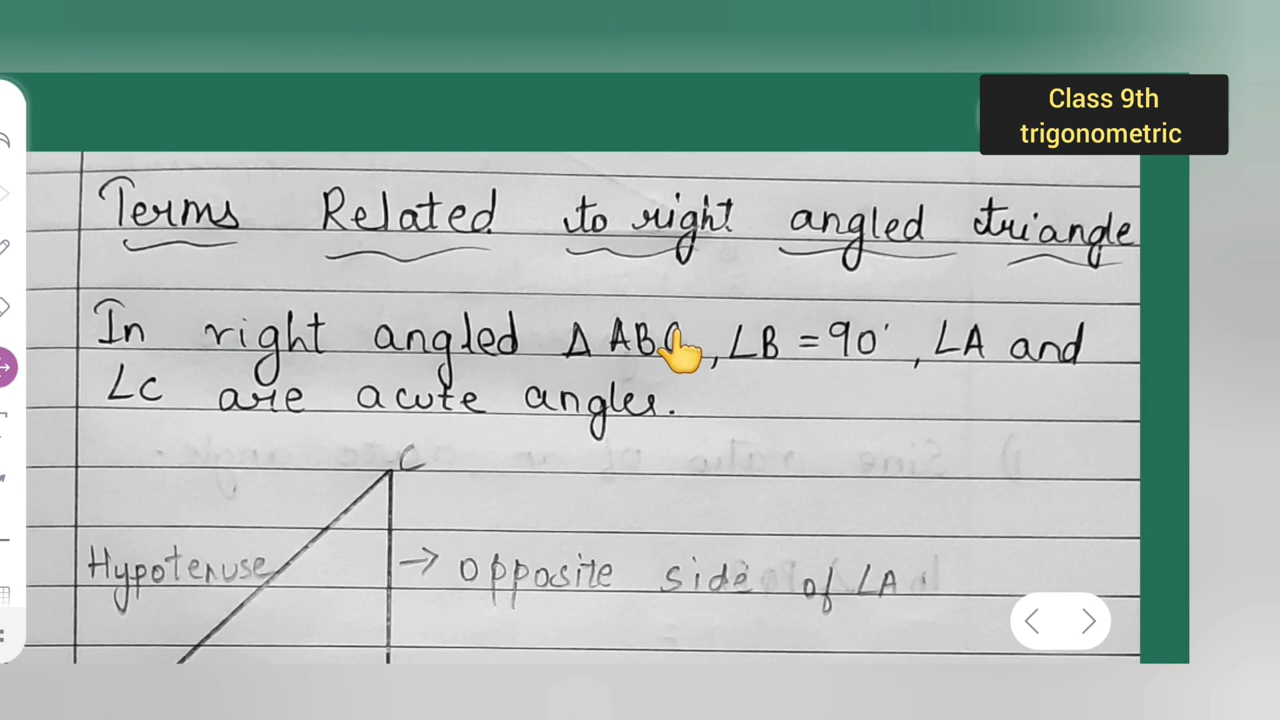 Class 9th
trigonometric
Terms Related to right angled triangle
In right angled Δ ABC, ∠B = 90°, ∠A and
∠C are acute angles.
C
Hypotenuse → opposite side of ∠A